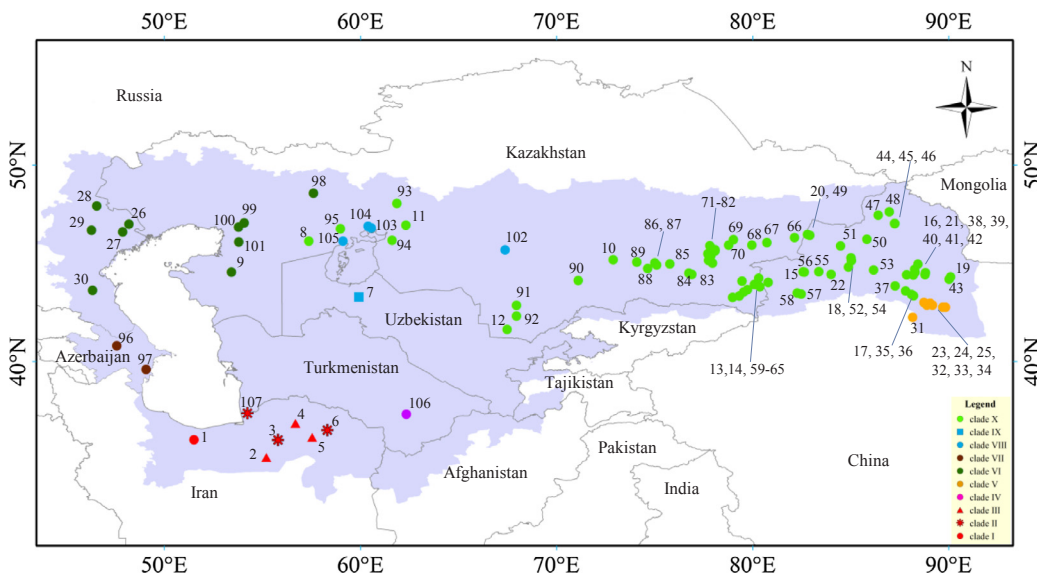 50°E 60°E 70°E 80°E 90°E
N
Russia
Kazakhstan
50°N 50°N
44, 45, 46
Mongolia
28 98 93 20, 49 47 48
29 26 100 99 95 104 11 86, 87 71-82 69 68 67 66 51 16, 21, 38, 39,
27 101 8 105 103 94 102 10 89 85 70 50 40, 41, 42
9 90 88 84 83 15 56 55 22 53 19
30 7 91 58 57 37 43
18, 52, 54
Uzbekistan 12 92 Kyrgyzstan 31
96 17, 35, 36 23, 24, 25,
Azerbaijan 97 13,14, 59-65 32, 33, 34
40°N Turkmenistan 40°N
Tajikistan
107 106
4
1 3 6
2 5
Pakistan
Afghanistan
China
Iran India
Legend
clade X
clade IX
clade VIII
clade VII
clade VI
clade V
clade IV
clade III
clade II
clade I
50°E 60°E 70°E 80°E 90°E